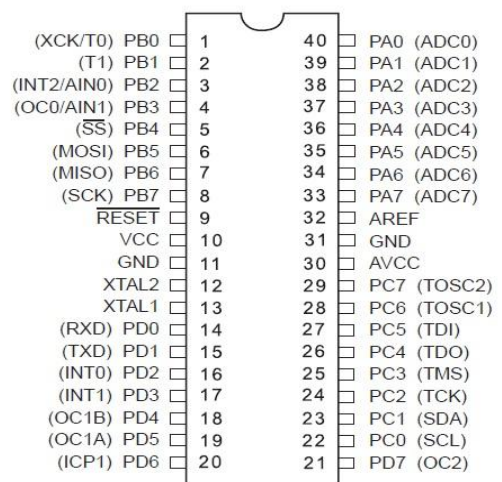 (XCK/T0) PB0 1 40 PA0 (ADC0)
(T1) PB1 2 39 PA1 (ADC1)
(INT2/AIN0) PB2 3 38 PA2 (ADC2)
(OC0/AIN1) PB3 4 37 PA3 (ADC3)
(S̅S̅) PB4 5 36 PA4 (ADC4)
(MOSI) PB5 6 35 PA5 (ADC5)
(MISO) PB6 7 34 PA6 (ADC6)
(SCK) PB7 8 33 PA7 (ADC7)
R̅E̅S̅E̅T̅ 9 32 AREF
VCC 10 31 GND
GND 11 30 AVCC
XTAL2 12 29 PC7 (TOSC2)
XTAL1 13 28 PC6 (TOSC1)
(RXD) PD0 14 27 PC5 (TDI)
(TXD) PD1 15 26 PC4 (TDO)
(INT0) PD2 16 25 PC3 (TMS)
(INT1) PD3 17 24 PC2 (TCK)
(OC1B) PD4 18 23 PC1 (SDA)
(OC1A) PD5 19 22 PC0 (SCL)
(ICP1) PD6 20 21 PD7 (OC2)